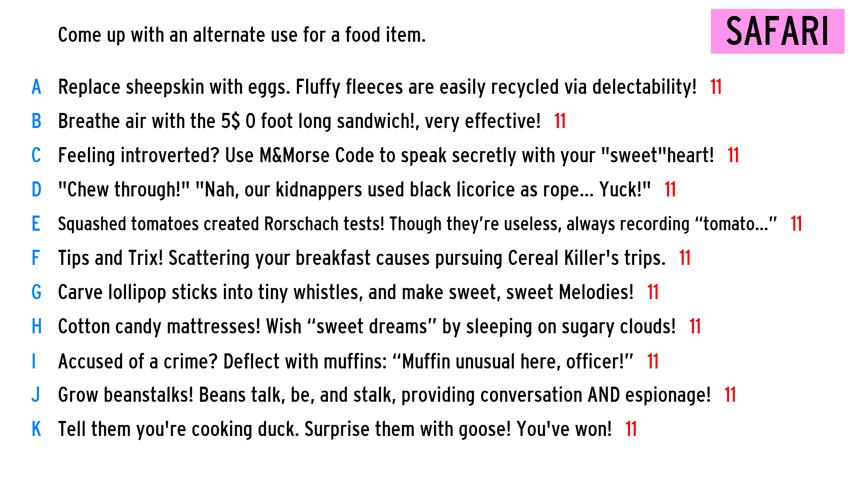 Come up with an alternate use for a food item.
SAFARI
A Replace sheepskin with eggs. Fluffy fleeces are easily recycled via delectability! 11
B Breathe air with the 5$ 0 foot long sandwich!, very effective! 11
C Feeling introverted? Use M&Morse Code to speak secretly with your "sweet"heart! 11
D "Chew through!" "Nah, our kidnappers used black licorice as rope... Yuck!" 11
E Squashed tomatoes created Rorschach tests! Though they’re useless, always recording “tomato...” 11
F Tips and Trix! Scattering your breakfast causes pursuing Cereal Killer's trips. 11
G Carve lollipop sticks into tiny whistles, and make sweet, sweet Melodies! 11
H Cotton candy mattresses! Wish “sweet dreams” by sleeping on sugary clouds! 11
I Accused of a crime? Deflect with muffins: “Muffin unusual here, officer!” 11
J Grow beanstalks! Beans talk, be, and stalk, providing conversation AND espionage! 11
K Tell them you're cooking duck. Surprise them with goose! You've won! 11